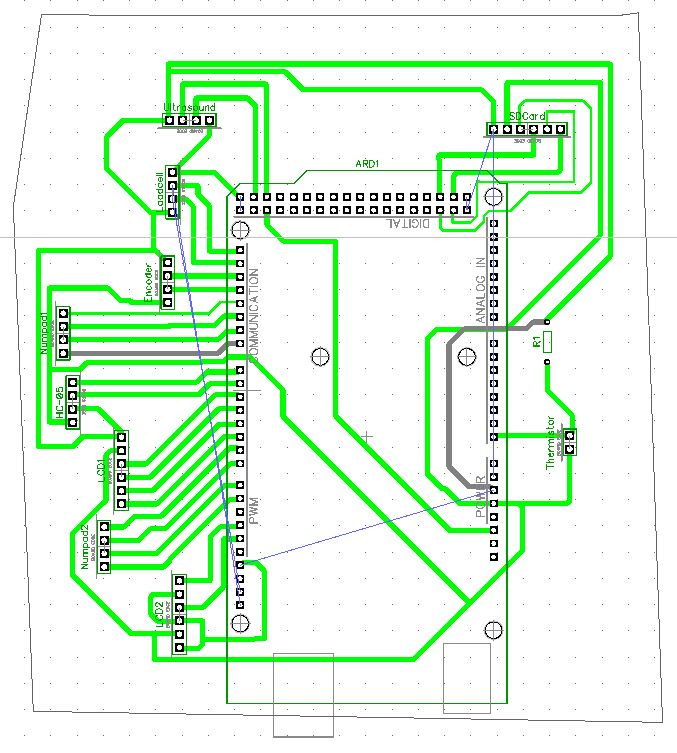 Ultrasound
SDCard
ARD1
Loadcell
DIGITAL
Encoder
COMMUNICATION
ANALOG IN
Numpad1
R1
HC-05
Thermistor
LCD1
POWER
PWM
Numpad2
LCD2